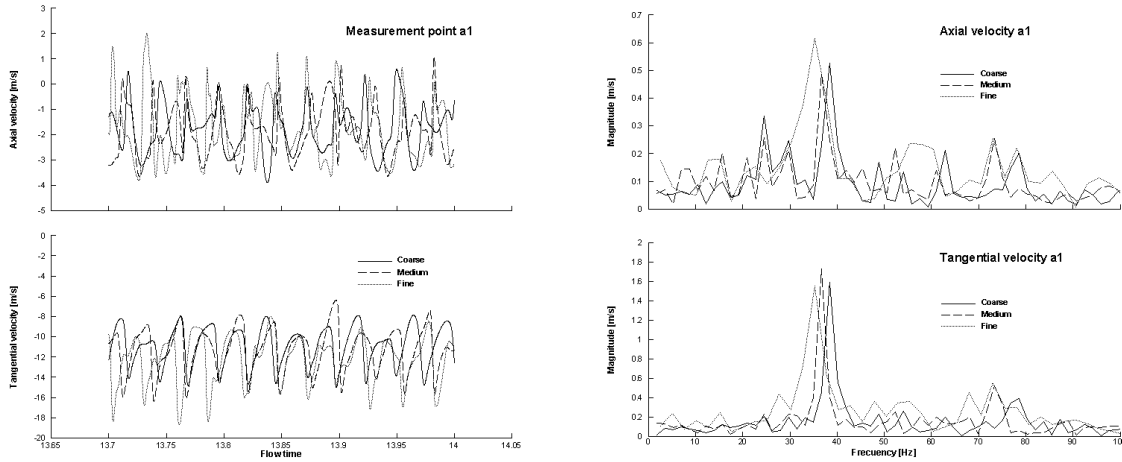 Measurement point a1
Axial velocity [m/s]
3
2
1
0
-1
-2
-3
-4
-5
Tangential velocity [m/s]
0
-2
-4
-6
-8
-10
-12
-14
-16
-18
-20
Coarse
Medium
Fine
13.65 13.7 13.75 13.8 13.85 13.9 13.95 14 14.05
Flow time
Axial velocity a1
Magnitude [m/s]
0.7
0.6
0.5
0.4
0.3
0.2
0.1
0
Coarse
Medium
Fine
Tangential velocity a1
Magnitude [m/s]
2
1.8
1.6
1.4
1.2
1
0.8
0.6
0.4
0.2
0
Coarse
Medium
Fine
0 10 20 30 40 50 60 70 80 90 10
Frecuency [Hz]